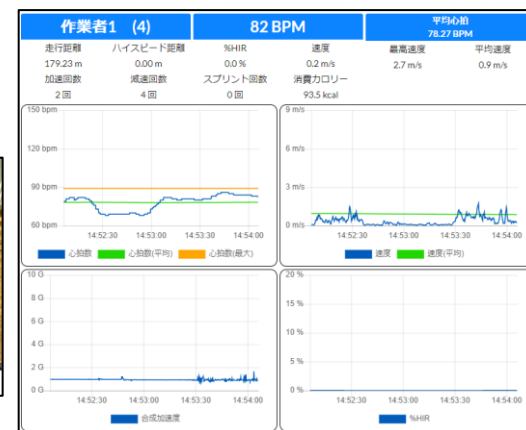 作業者1 (4)
82 BPM
平均心拍
78.27 BPM
走行距離 ハイスピード距離 %HIR 速度 最高速度 平均速度
179.23 m 0.00 m 0.0 % 0.2 m/s 2.7 m/s 0.9 m/s
加速回数 減速回数 スプリント回数 消費カロリー
2 回 4 回 0 回 93.5 kcal
150 bpm
120 bpm
90 bpm
60 bpm
14:52:30 14:53:00 14:53:30 14:54:00
心拍数 心拍数(平均) 心拍数(最大)
9 m/s
6 m/s
3 m/s
0 m/s
14:52:30 14:53:00 14:53:30 14:54:00
速度 速度(平均)
10 G
8 G
6 G
4 G
2 G
0 G
14:52:30 14:53:00 14:53:30 14:54:00
合成加速度
20 %
15 %
10 %
5 %
0 %
14:52:30 14:53:00 14:53:30 14:54:00
%HIR